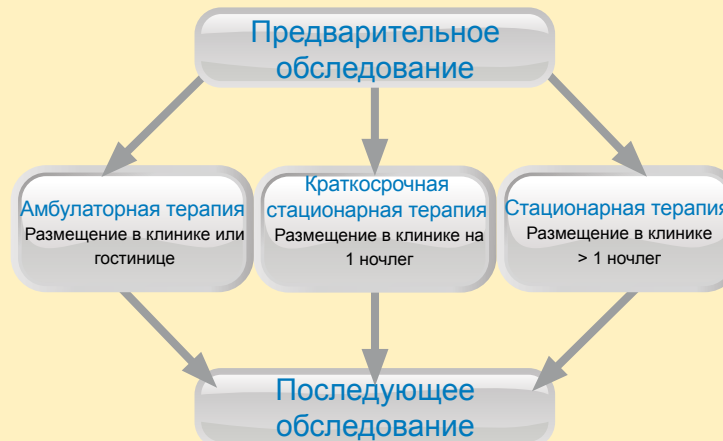 Предварительное
обследование
Амбулаторная терапия
Размещение в клинике или
гостинице
Краткосрочная
стационарная терапия
Размещение в клинике на
1 ночлег
Стационарная терапия
Размещение в клинике
> 1 ночлег
Последующее
обследование